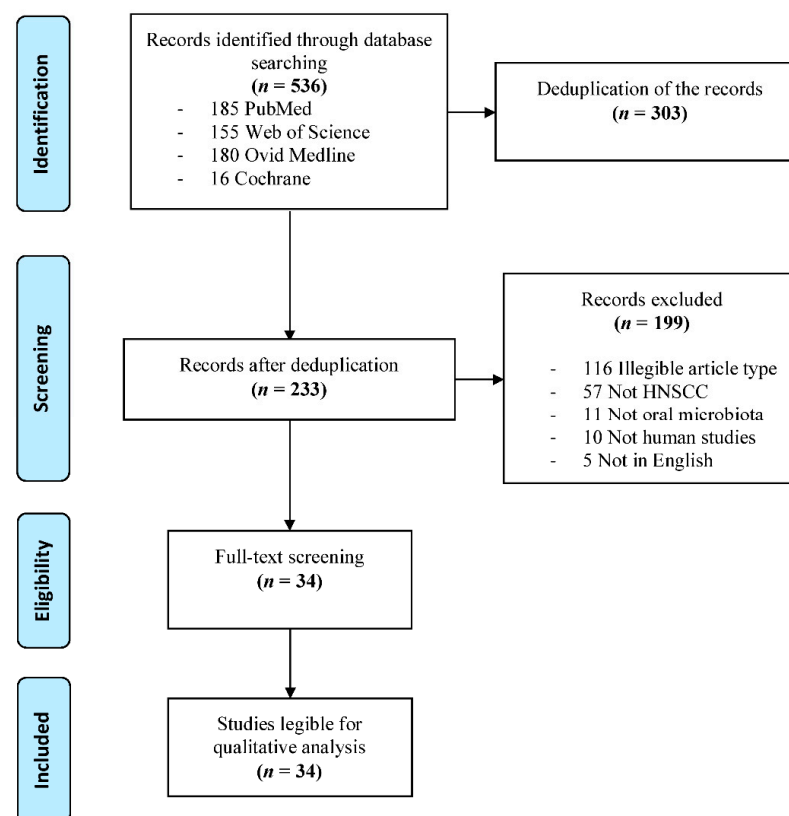 Identification
Records identified through database
searching
(n = 536)
- 185 PubMed
- 155 Web of Science
- 180 Ovid Medline
- 16 Cochrane
Deduplication of the records
(n = 303)
Screening
Records after deduplication
(n = 233)
Records excluded
(n = 199)
- 116 Illegible article type
- 57 Not HNSCC
- 11 Not oral microbiota
- 10 Not human studies
- 5 Not in English
Eligibility
Full-text screening
(n = 34)
Included
Studies legible for
qualitative analysis
(n = 34)